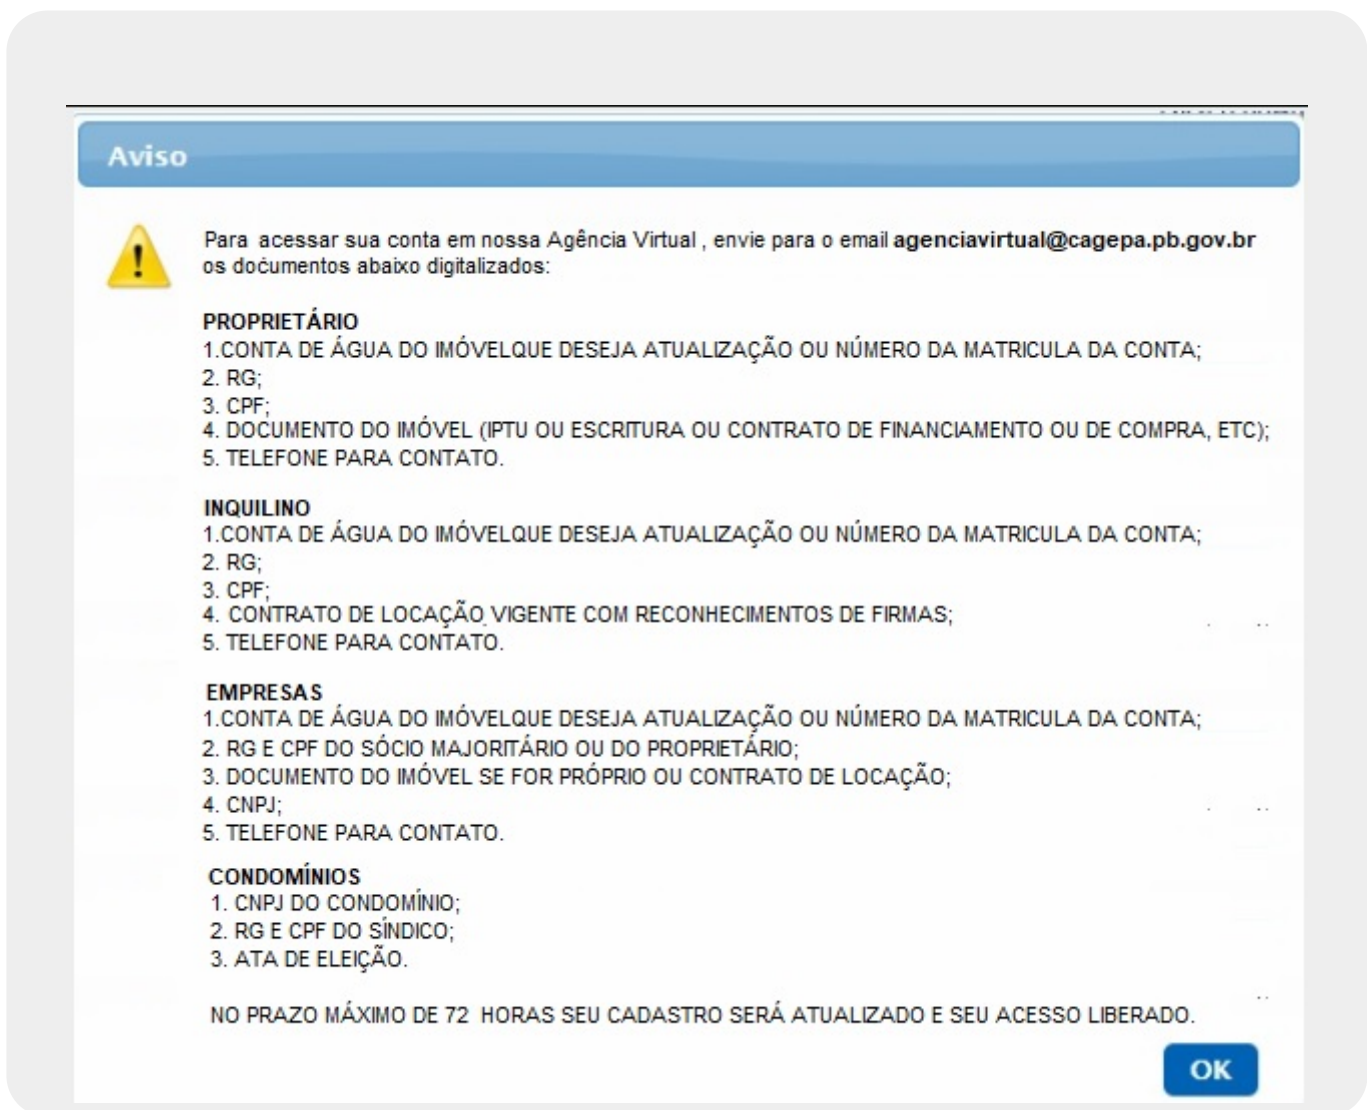 Aviso
Para acessar sua conta em nossa Agência Virtual , envie para o email agenciavirtual@cagepa.pb.gov.br
os documentos abaixo digitalizados:
PROPRIETÁRIO
1.CONTA DE ÁGUA DO IMÓVELQUE DESEJA ATUALIZAÇÃO OU NÚMERO DA MATRICULA DA CONTA;
2. RG;
3. CPF;
4. DOCUMENTO DO IMÓVEL (IPTU OU ESCRITURA OU CONTRATO DE FINANCIAMENTO OU DE COMPRA, ETC);
5. TELEFONE PARA CONTATO.
INQUILINO
1.CONTA DE ÁGUA DO IMÓVELQUE DESEJA ATUALIZAÇÃO OU NÚMERO DA MATRICULA DA CONTA;
2. RG;
3. CPF;
4. CONTRATO DE LOCAÇÃO VIGENTE COM RECONHECIMENTOS DE FIRMAS;
5. TELEFONE PARA CONTATO.
EMPRESAS
1.CONTA DE ÁGUA DO IMÓVELQUE DESEJA ATUALIZAÇÃO OU NÚMERO DA MATRICULA DA CONTA;
2. RG E CPF DO SÓCIO MAJORITÁRIO OU DO PROPRIETÁRIO;
3. DOCUMENTO DO IMÓVEL SE FOR PRÓPRIO OU CONTRATO DE LOCAÇÃO;
4. CNPJ;
5. TELEFONE PARA CONTATO.
CONDOMÍNIOS
1. CNPJ DO CONDOMÍNIO;
2. RG E CPF DO SÍNDICO;
3. ATA DE ELEIÇÃO.
NO PRAZO MÁXIMO DE 72 HORAS SEU CADASTRO SERÁ ATUALIZADO E SEU ACESSO LIBERADO.
OK